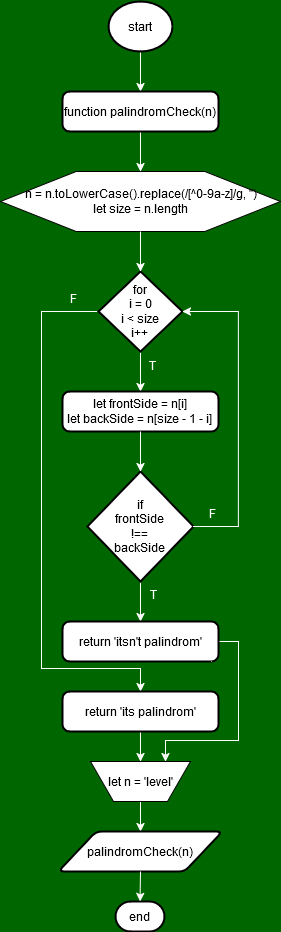 start
function palindromCheck(n)
n = n.toLowerCase().replace(/[^0-9a-z]/g, '')
let size = n.length
for
i = 0
i < size
i++
F
T
let frontSide = n[i]
let backSide = n[size - 1 - i]
if
frontSide
!==
backSide
F
T
return 'itsn't palindrom'
return 'its palindrom'
let n = 'level'
palindromCheck(n)
end